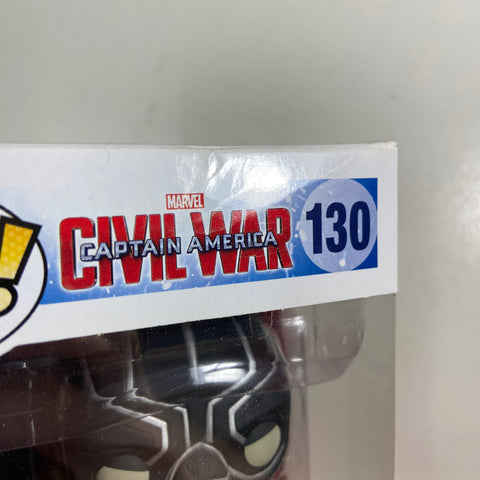 !
MARVEL
CIVIL WAR
CAPTAIN AMERICA
130